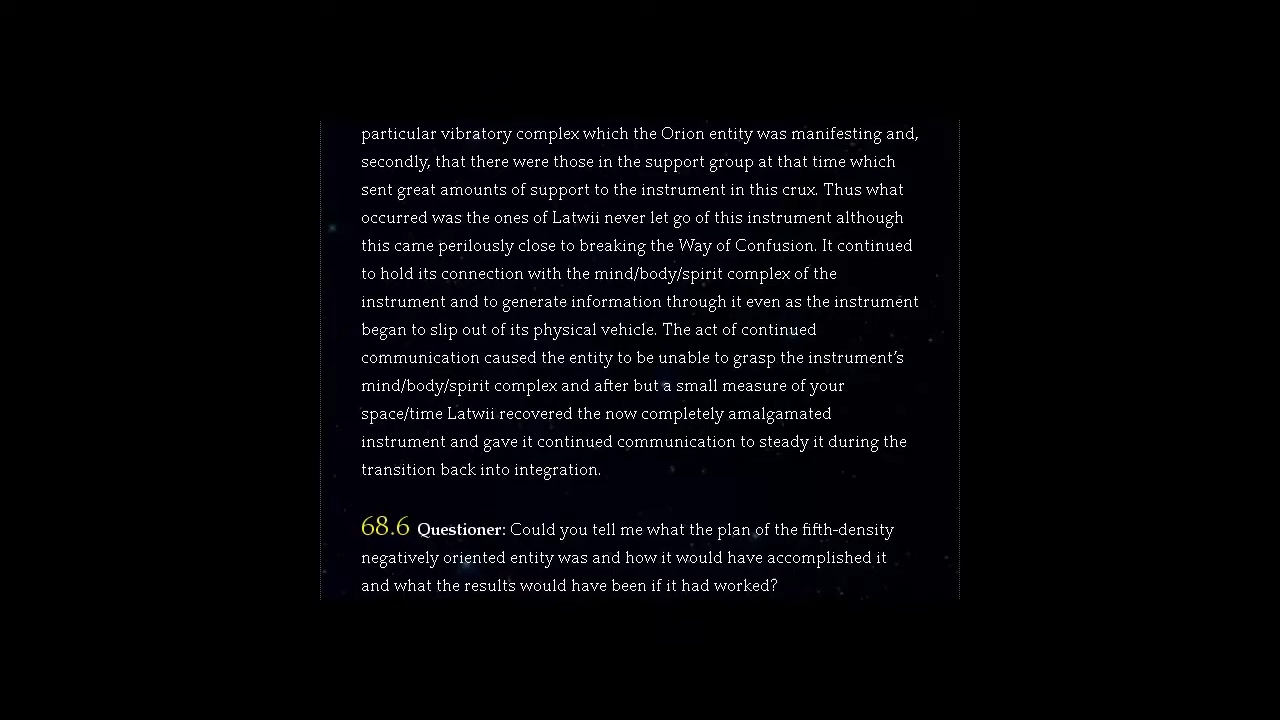 particular vibratory complex which the Orion entity was manifesting and,
secondly, that there were those in the support group at that time which
sent great amounts of support to the instrument in this crux. Thus what
occurred was the ones of Latwii never let go of this instrument although
this came perilously close to breaking the Way of Confusion. It continued
to hold its connection with the mind/body/spirit complex of the
instrument and to generate information through it even as the instrument
began to slip out of its physical vehicle. The act of continued
communication caused the entity to be unable to grasp the instrument’s
mind/body/spirit complex and after but a small measure of your
space/time Latwii recovered the now completely amalgamated
instrument and gave it continued communication to steady it during the
transition back into integration.
68.6 Questioner: Could you tell me what the plan of the fifth-density
negatively oriented entity was and how it would have accomplished it
and what the results would have been if it had worked?